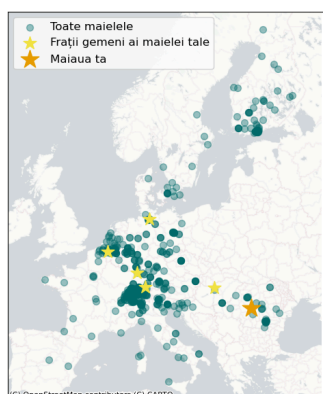 Toate maielele
Frații gemeni ai maielei tale
Maiaua ta
(C) OpenStreetMap contributors (C) CARTO